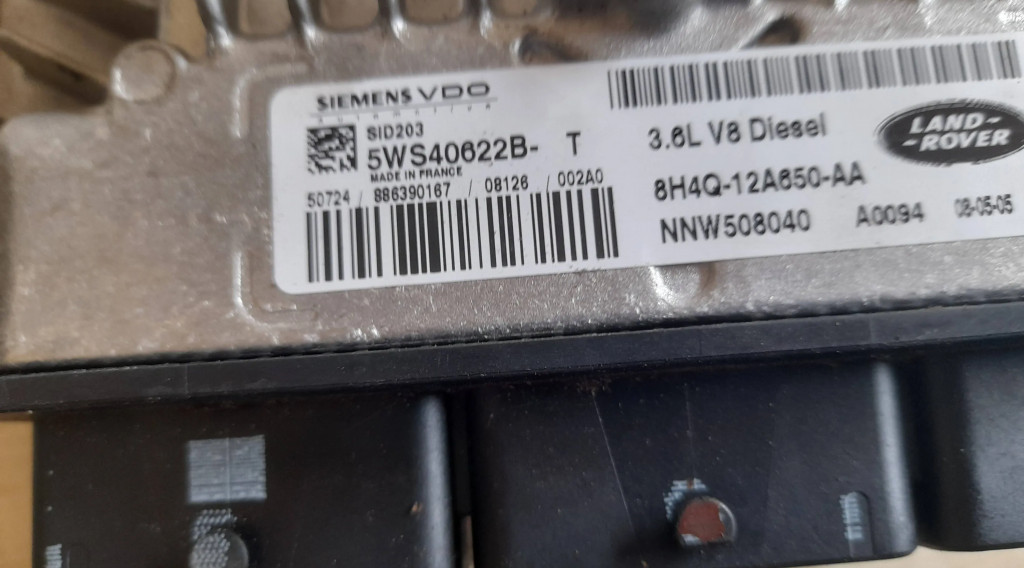 SIEMENS VDO
Automotive
SID203
5WS40622B- T
MADE IN FRANCE
50724 / 886390167 / 08126 / 002A0
3.6L V8 Diesel
LAND-
-ROVER
8H4Q-12A650-AA
NNW508040 A0094 08-05-05